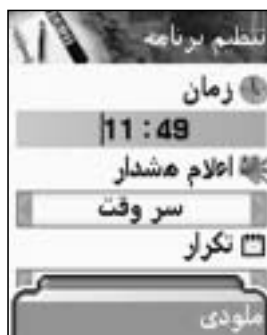 تنظیم برنامه
زمان
11:49
اعلام هشدار
سر وقت
تکرار
ملودی